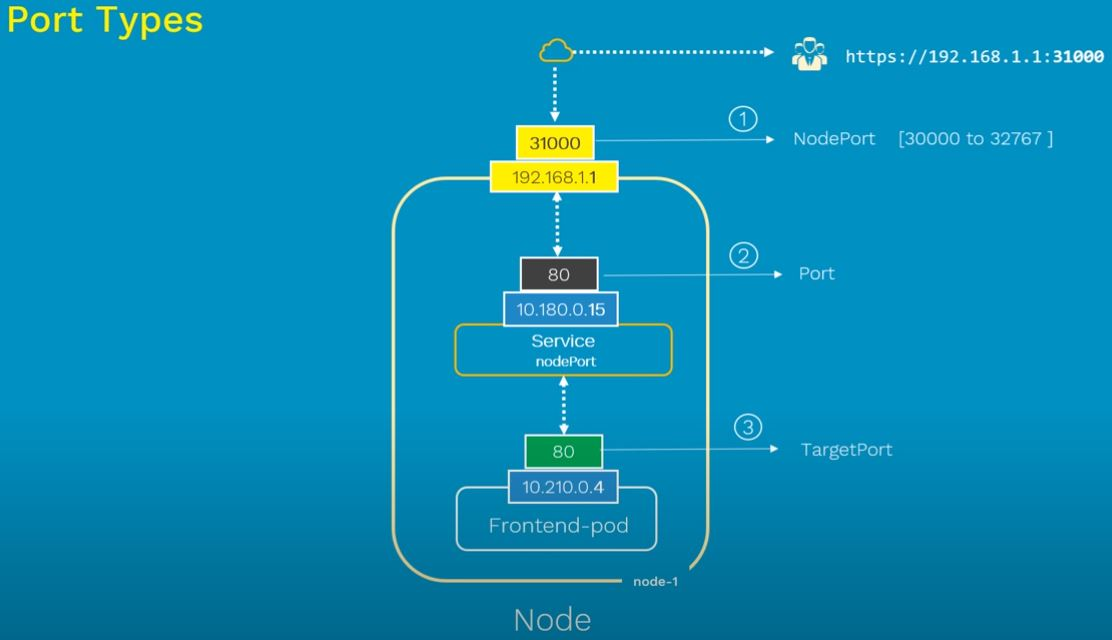 Port Types
https://192.168.1.1:31000
1
31000
NodePort [30000 to 32767 ]
192.168.1.1
2
80
Port
10.180.0.15
Service
nodePort
3
80
TargetPort
10.210.0.4
Frontend-pod
node-1
Node